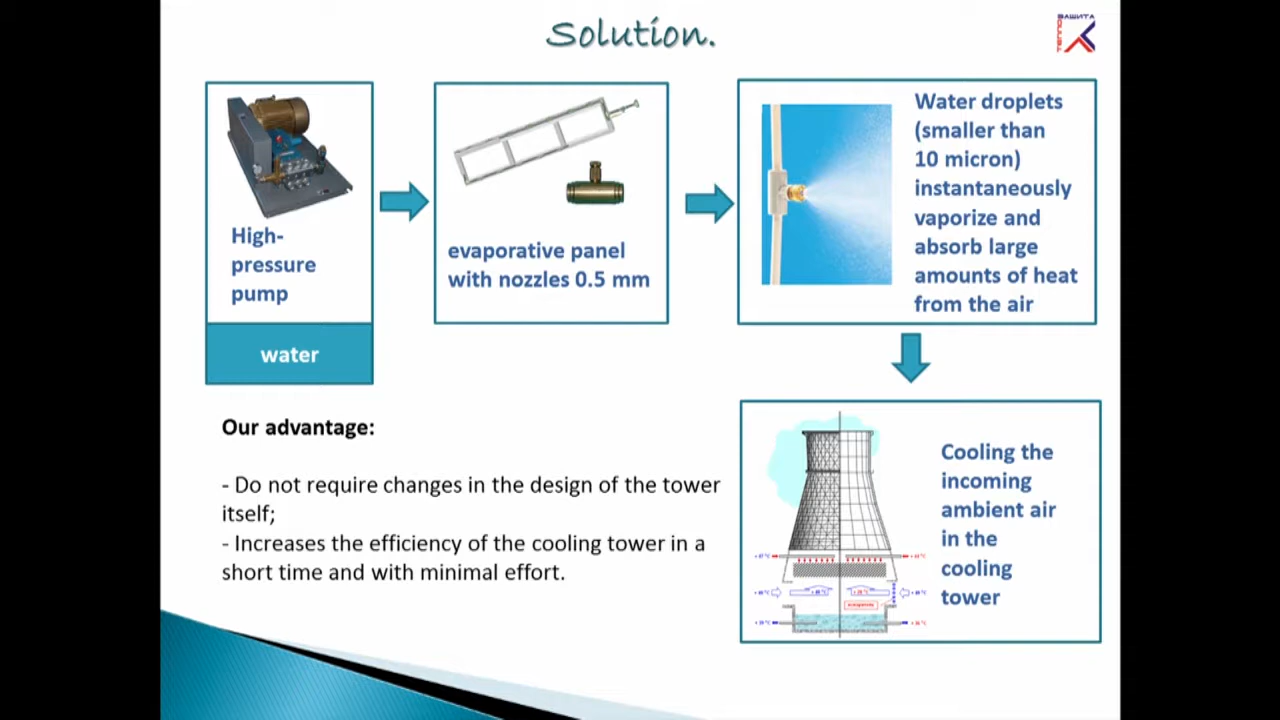 Solution.
High-
pressure
pump
water
evaporative panel
with nozzles 0.5 mm
Water droplets
(smaller than
10 micron)
instantaneously
vaporize and
absorb large
amounts of heat
from the air
Cooling the
incoming
ambient air
in the
cooling
tower
Our advantage:
- Do not require changes in the design of the tower
itself;
- Increases the efficiency of the cooling tower in a
short time and with minimal effort.